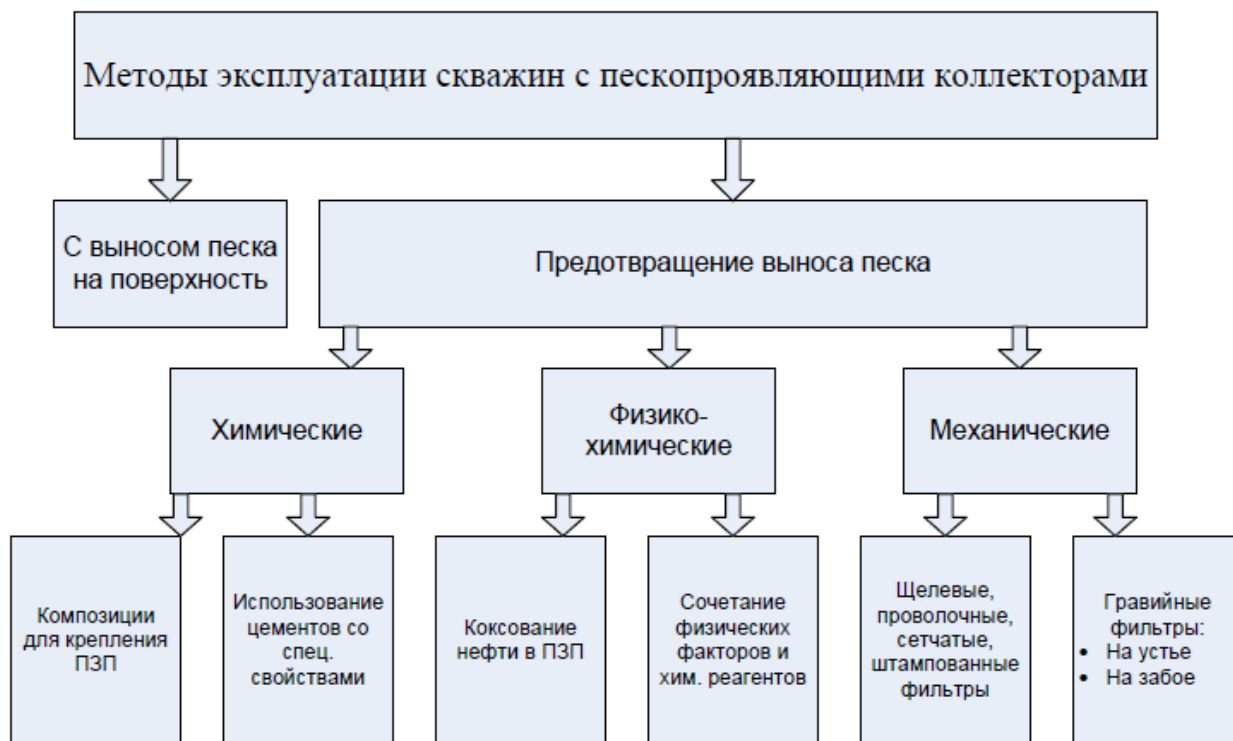 Методы эксплуатации скважин с пескопроявляющими коллекторами
С выносом песка
на поверхность
Предотвращение выноса песка
Химические
Физико-
химические
Механические
Композиции
для крепления
ПЗП
Использование
цементов со
спец.
свойствами
Коксование
нефти в ПЗП
Сочетание
физических
факторов и
хим. реагентов
Щелевые,
проволочные,
сетчатые,
штампованные
фильтры
Гравийные
фильтры:
• На устье
• На забое